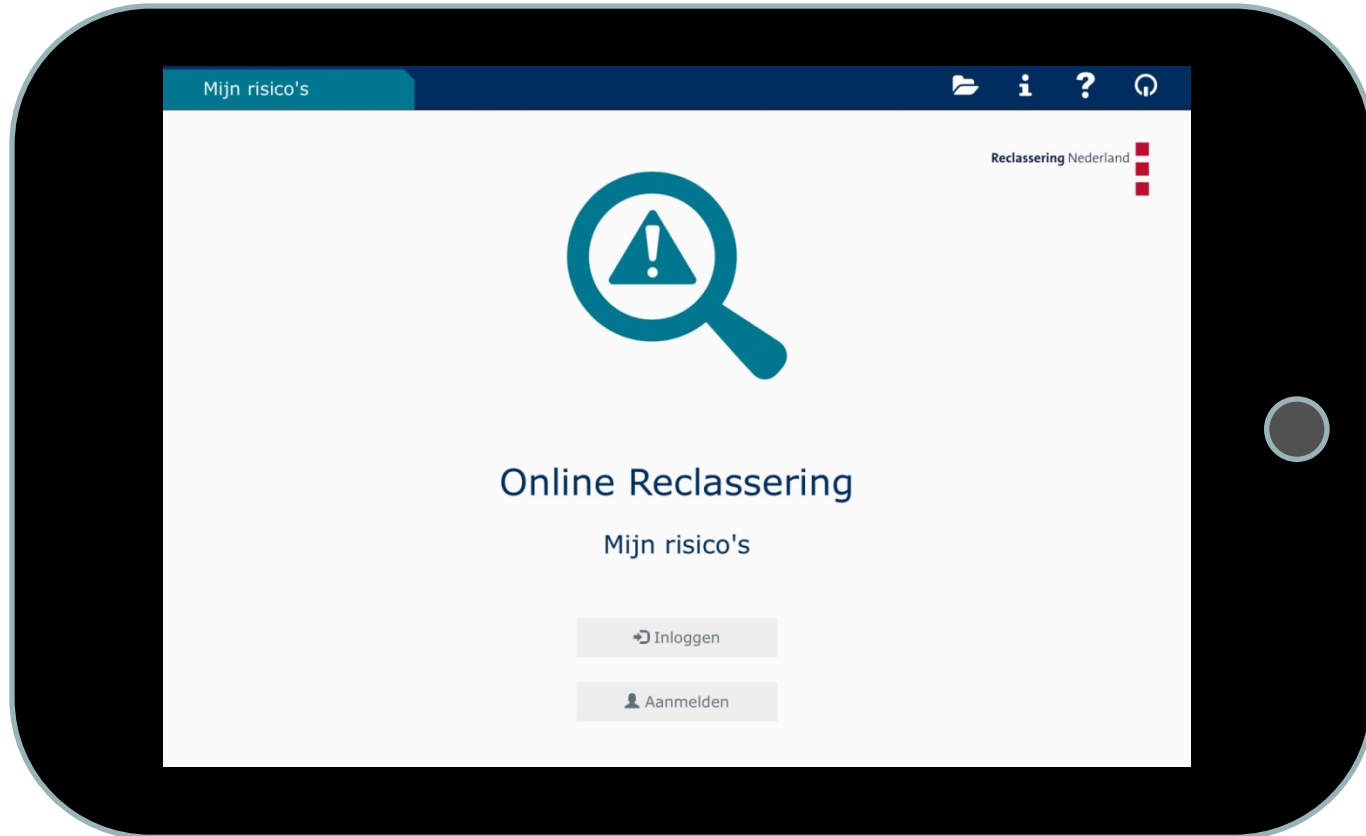 Mijn risico's
Reclassering Nederland
Online Reclassering
Mijn risico's
Inloggen
Aanmelden